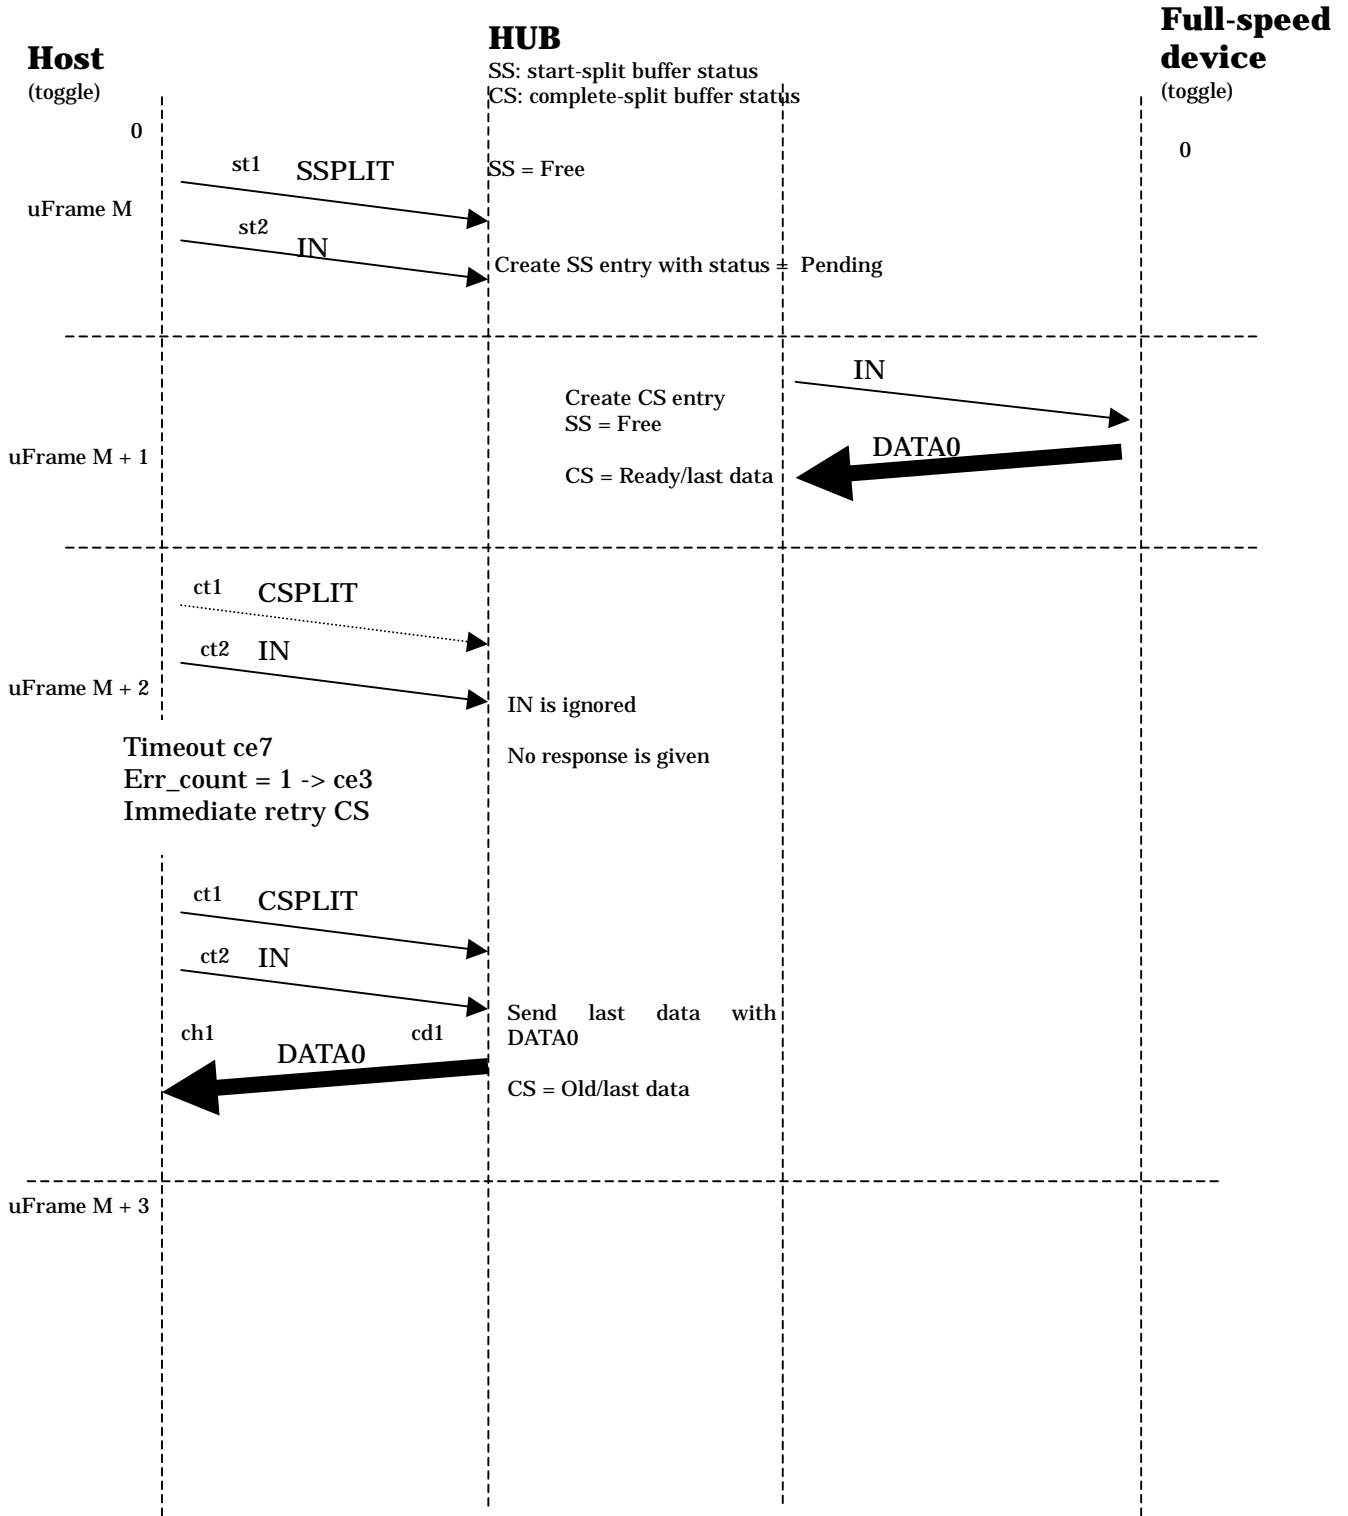 Host
(toggle)
HUB
SS: start-split buffer status
CS: complete-split buffer status
Full-speed
device
(toggle)
0
0
st1 SSPLIT
SS = Free
uFrame M
st2 IN
Create SS entry with status = Pending
IN
Create CS entry
SS = Free
DATA0
uFrame M + 1
CS = Ready/last data
ct1 CSPLIT
ct2 IN
uFrame M + 2
IN is ignored
No response is given
Timeout ce7
Err_count = 1 -> ce3
Immediate retry CS
ct1 CSPLIT
ct2 IN
Send last data with
DATA0
ch1 DATA0 cd1
CS = Old/last data
uFrame M + 3